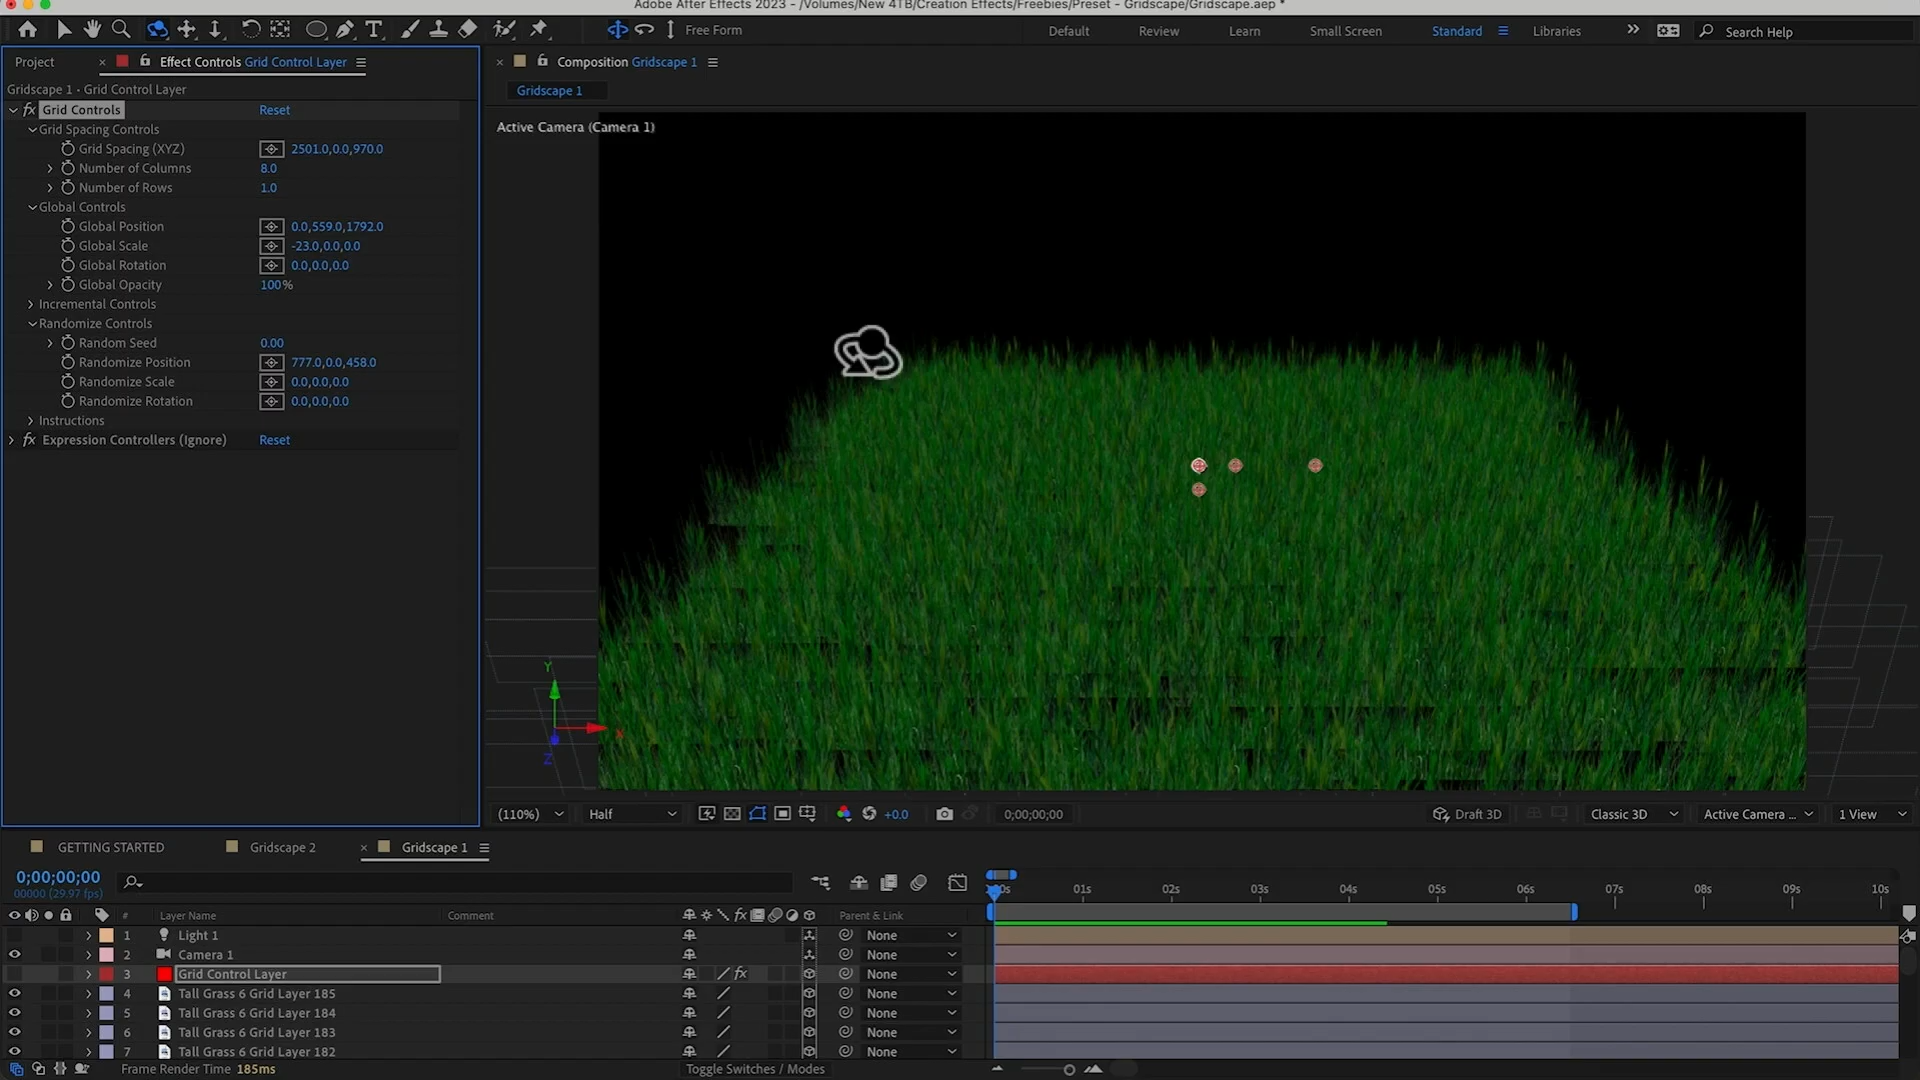 Adobe After Effects 2023 - /Volumes/New 4TB/Creation Effects/Freebies/Preset - Gridscape/Gridscape.aep *
Free Form
Default
Review
Learn
Small Screen
Standard
Libraries
Search Help
Project
Effect Controls Grid Control Layer
Composition Gridscape 1
Gridscape 1 · Grid Control Layer
Gridscape 1
fx Grid Controls Reset
Active Camera (Camera 1)
Grid Spacing Controls
Grid Spacing (XYZ) 2501.0,0.0,970.0
Number of Columns 8.0
Number of Rows 1.0
Global Controls
Global Position 0.0,559.0,1792.0
Global Scale -23.0,0.0,0.0
Global Rotation 0.0,0.0,0.0
Global Opacity 100%
Incremental Controls
Randomize Controls
Random Seed 0.00
Randomize Position 777.0,0.0,458.0
Randomize Scale 0.0,0.0,0.0
Randomize Rotation 0.0,0.0,0.0
Instructions
fx Expression Controllers (Ignore) Reset
Y
X
Z
(110%)
Half
+0.0
0;00;00;00
Draft 3D
Classic 3D
Active Camera ...
1 View
GETTING STARTED
Gridscape 2
Gridscape 1
0;00;00;00
00000 (29.97 fps)
01s 02s 03s 04s 05s 06s 07s 08s 09s 10s
# Layer Name Comment fx Parent & Link
1 Light 1 None
2 Camera 1 None
3 Grid Control Layer fx None
4 Tall Grass 6 Grid Layer 185 None
5 Tall Grass 6 Grid Layer 184 None
6 Tall Grass 6 Grid Layer 183 None
7 Tall Grass 6 Grid Layer 182 None
Frame Render Time 185ms
Toggle Switches / Modes